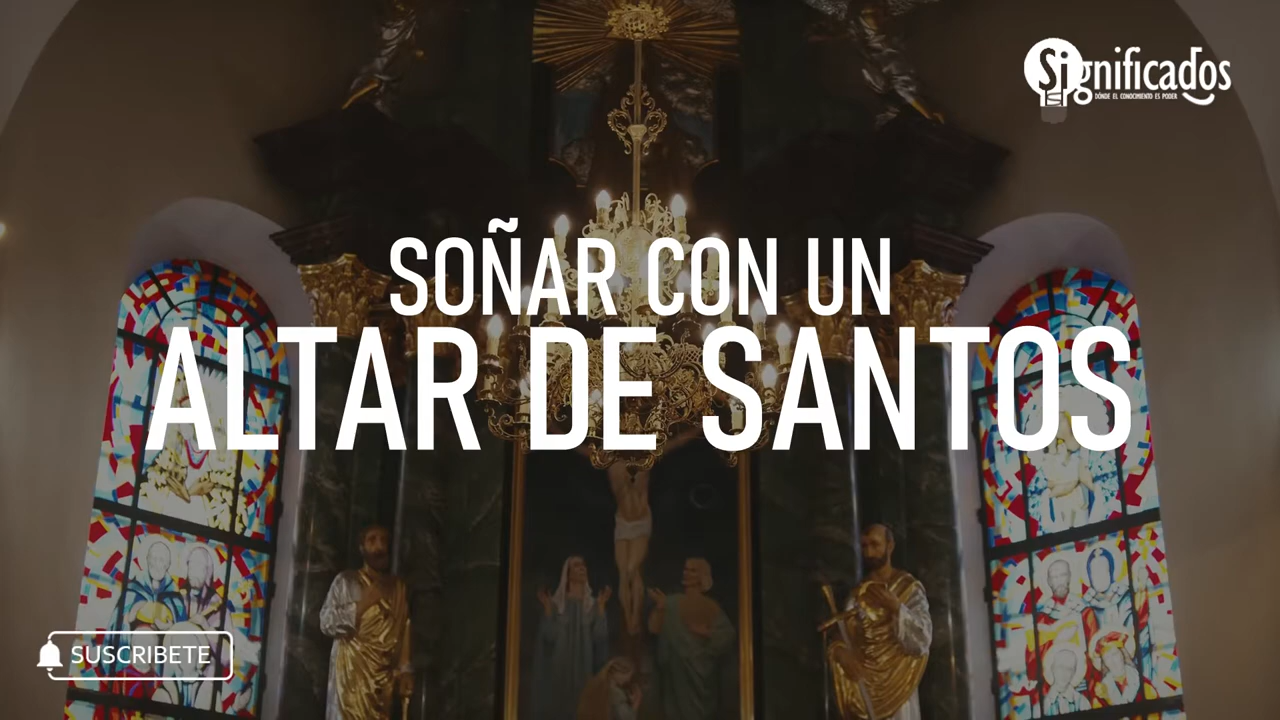 Significados
DÓNDE EL CONOCIMIENTO ES PODER
SOÑAR CON UN
ALTAR DE SANTOS
SUSCRIBETE